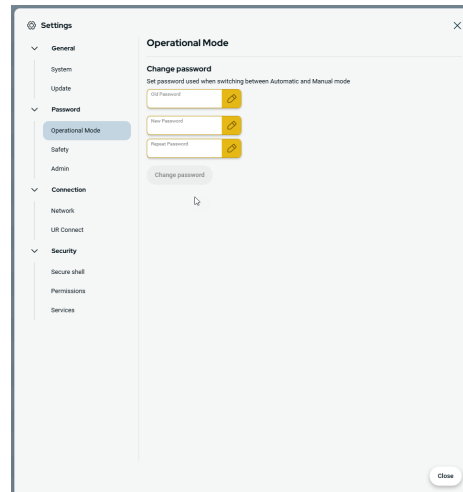 Settings
General
System
Update
Password
Operational Mode
Safety
Admin
Connection
Network
UR Connect
Security
Secure shell
Permissions
Services
Operational Mode
Change password
Set password used when switching between Automatic and Manual mode
Old Password
New Password
Repeat Password
Change password
Close